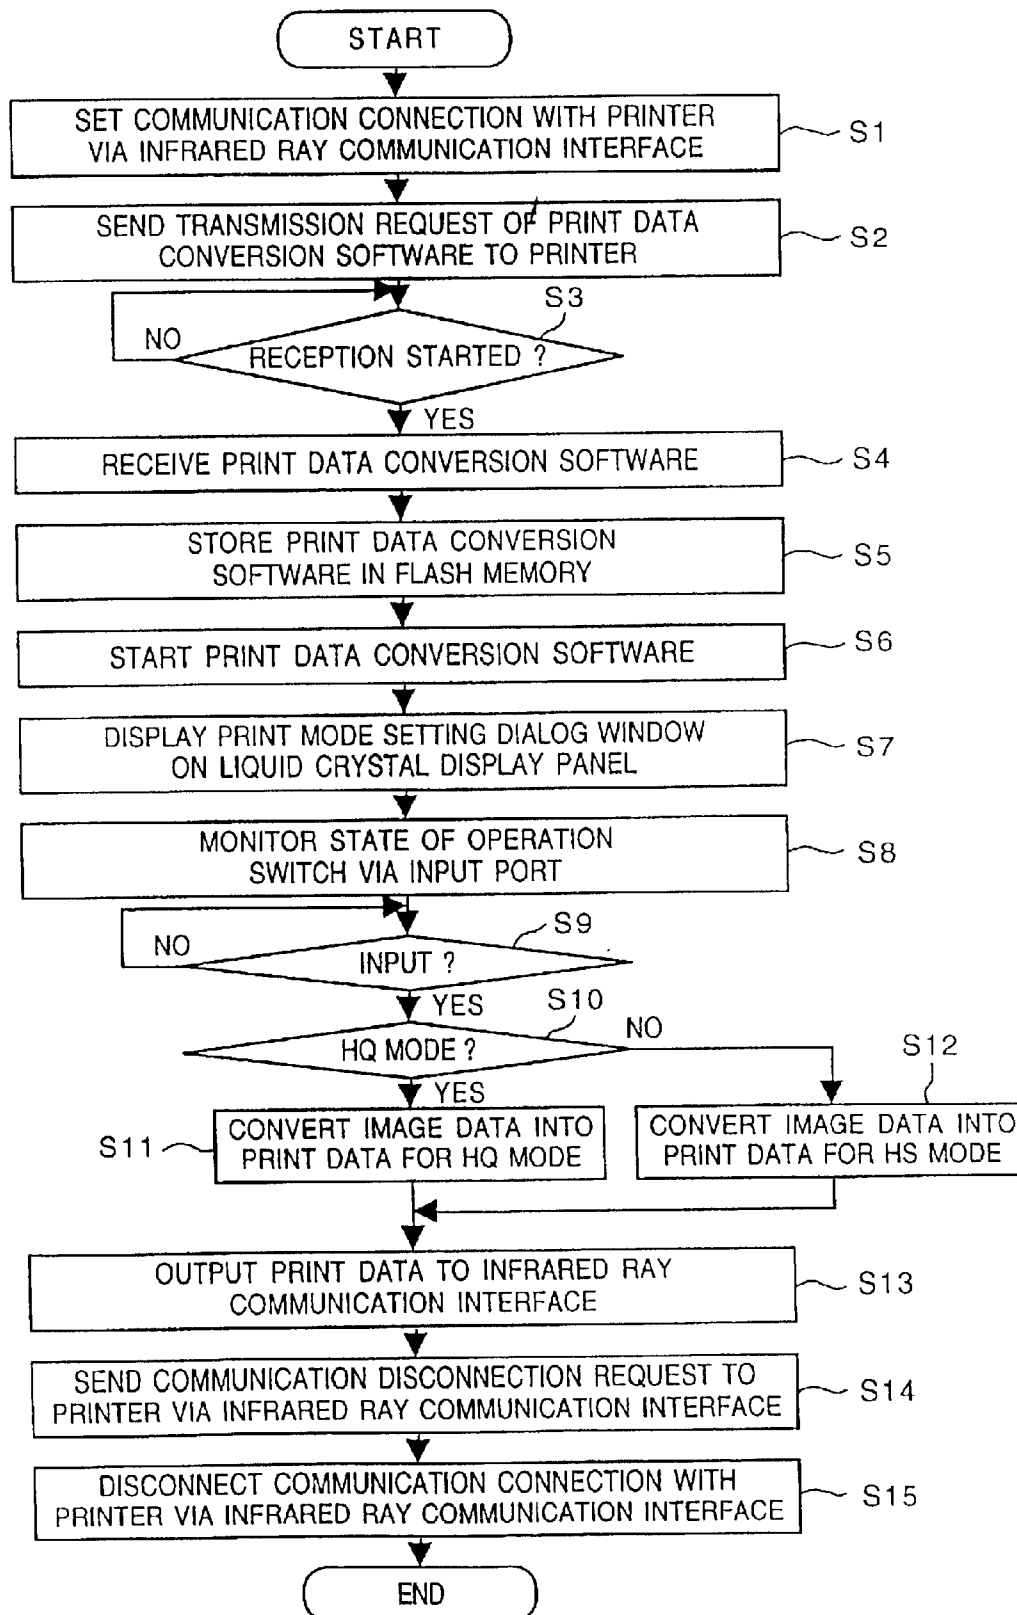 START
SET COMMUNICATION CONNECTION WITH PRINTER
VIA INFRARED RAY COMMUNICATION INTERFACE
S1
SEND TRANSMISSION REQUEST OF PRINT DATA
CONVERSION SOFTWARE TO PRINTER
S2
S3
NO
RECEPTION STARTED ?
YES
RECEIVE PRINT DATA CONVERSION SOFTWARE
S4
STORE PRINT DATA CONVERSION
SOFTWARE IN FLASH MEMORY
S5
START PRINT DATA CONVERSION SOFTWARE
S6
DISPLAY PRINT MODE SETTING DIALOG WINDOW
ON LIQUID CRYSTAL DISPLAY PANEL
S7
MONITOR STATE OF OPERATION
SWITCH VIA INPUT PORT
S8
S9
NO
INPUT ?
YES
S10
HQ MODE ?
NO
YES
S12
S11
CONVERT IMAGE DATA INTO
PRINT DATA FOR HQ MODE
CONVERT IMAGE DATA INTO
PRINT DATA FOR HS MODE
OUTPUT PRINT DATA TO INFRARED RAY
COMMUNICATION INTERFACE
S13
SEND COMMUNICATION DISCONNECTION REQUEST TO
PRINTER VIA INFRARED RAY COMMUNICATION INTERFACE
S14
DISCONNECT COMMUNICATION CONNECTION WITH
PRINTER VIA INFRARED RAY COMMUNICATION INTERFACE
S15
END